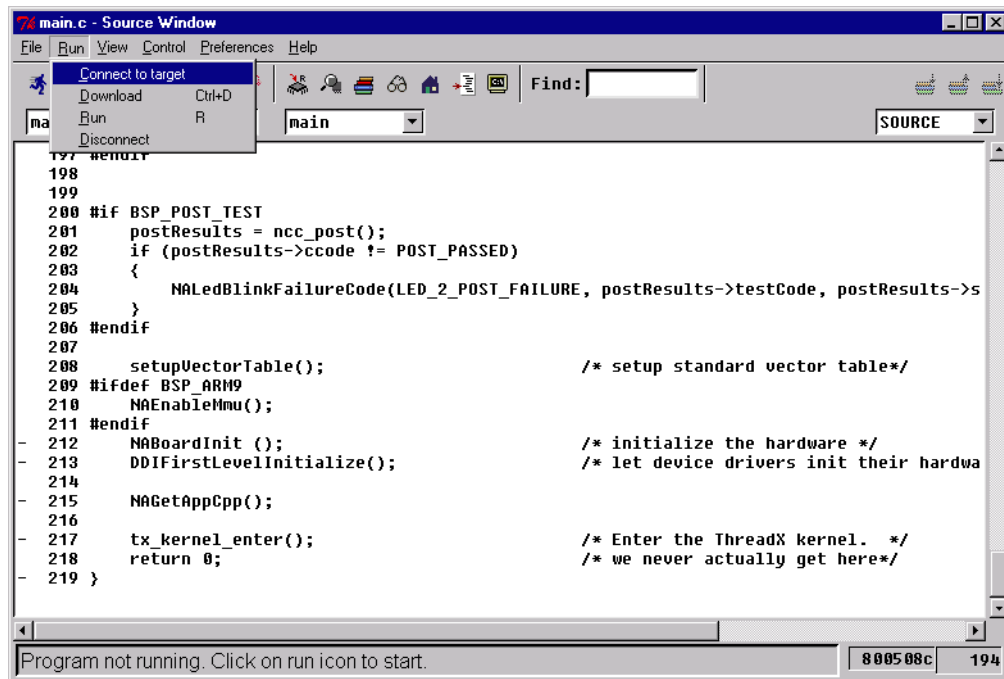 main.c - Source Window
File Run View Control Preferences Help
Connect to target
Download Ctrl+D
Run R
Disconnect
Find:
main SOURCE
197 #endif
198
199
200 #if BSP_POST_TEST
201 postResults = ncc_post();
202 if (postResults->ccode != POST_PASSED)
203 {
204 NALedBlinkFailureCode(LED_2_POST_FAILURE, postResults->testCode, postResults->s
205 }
206 #endif
207
208 setupVectorTable(); /* setup standard vector table*/
209 #ifdef BSP_ARM9
210 NAEnableMmu();
211 #endif
- 212 NABoardInit (); /* initialize the hardware */
- 213 DDIFirstLevelInitialize(); /* let device drivers init their hardwa
214
- 215 NAGetAppCpp();
216
- 217 tx_kernel_enter(); /* Enter the ThreadX kernel. */
218 return 0; /* we never actually get here*/
- 219 }
Program not running. Click on run icon to start. 800508c 194